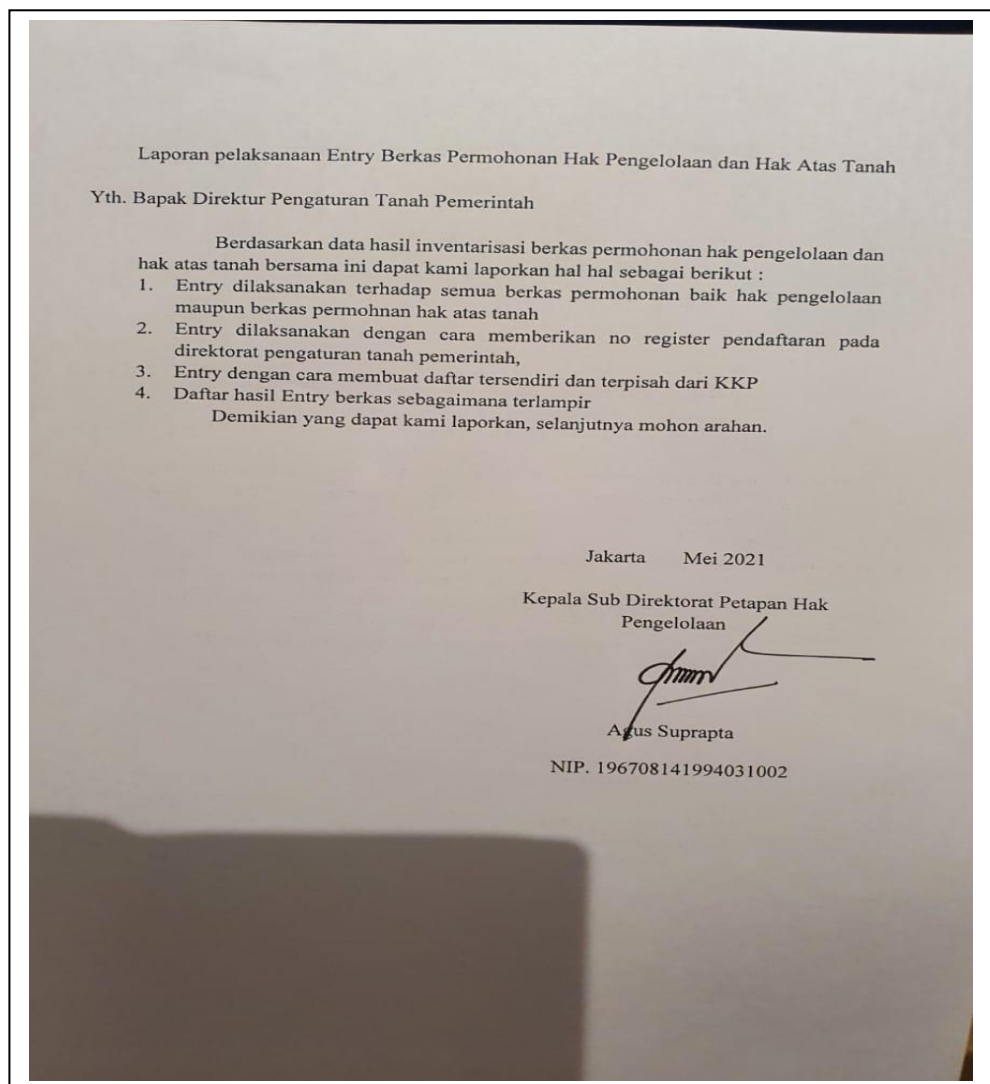 Laporan pelaksanaan Entry Berkas Permohonan Hak Pengelolaan dan Hak Atas Tanah
Yth. Bapak Direktur Pengaturan Tanah Pemerintah
Berdasarkan data hasil inventarisasi berkas permohonan hak pengelolaan dan
hak atas tanah bersama ini dapat kami laporkan hal hal sebagai berikut :
1. Entry dilaksanakan terhadap semua berkas permohonan baik hak pengelolaan
maupun berkas permohnan hak atas tanah
2. Entry dilaksanakan dengan cara memberikan no register pendaftaran pada
direktorat pengaturan tanah pemerintah,
3. Entry dengan cara membuat daftar tersendiri dan terpisah dari KKP
4. Daftar hasil Entry berkas sebagaimana terlampir
Demikian yang dapat kami laporkan, selanjutnya mohon arahan.
Jakarta Mei 2021
Kepala Sub Direktorat Petapan Hak
Pengelolaan
Agus Suprapta
NIP. 196708141994031002